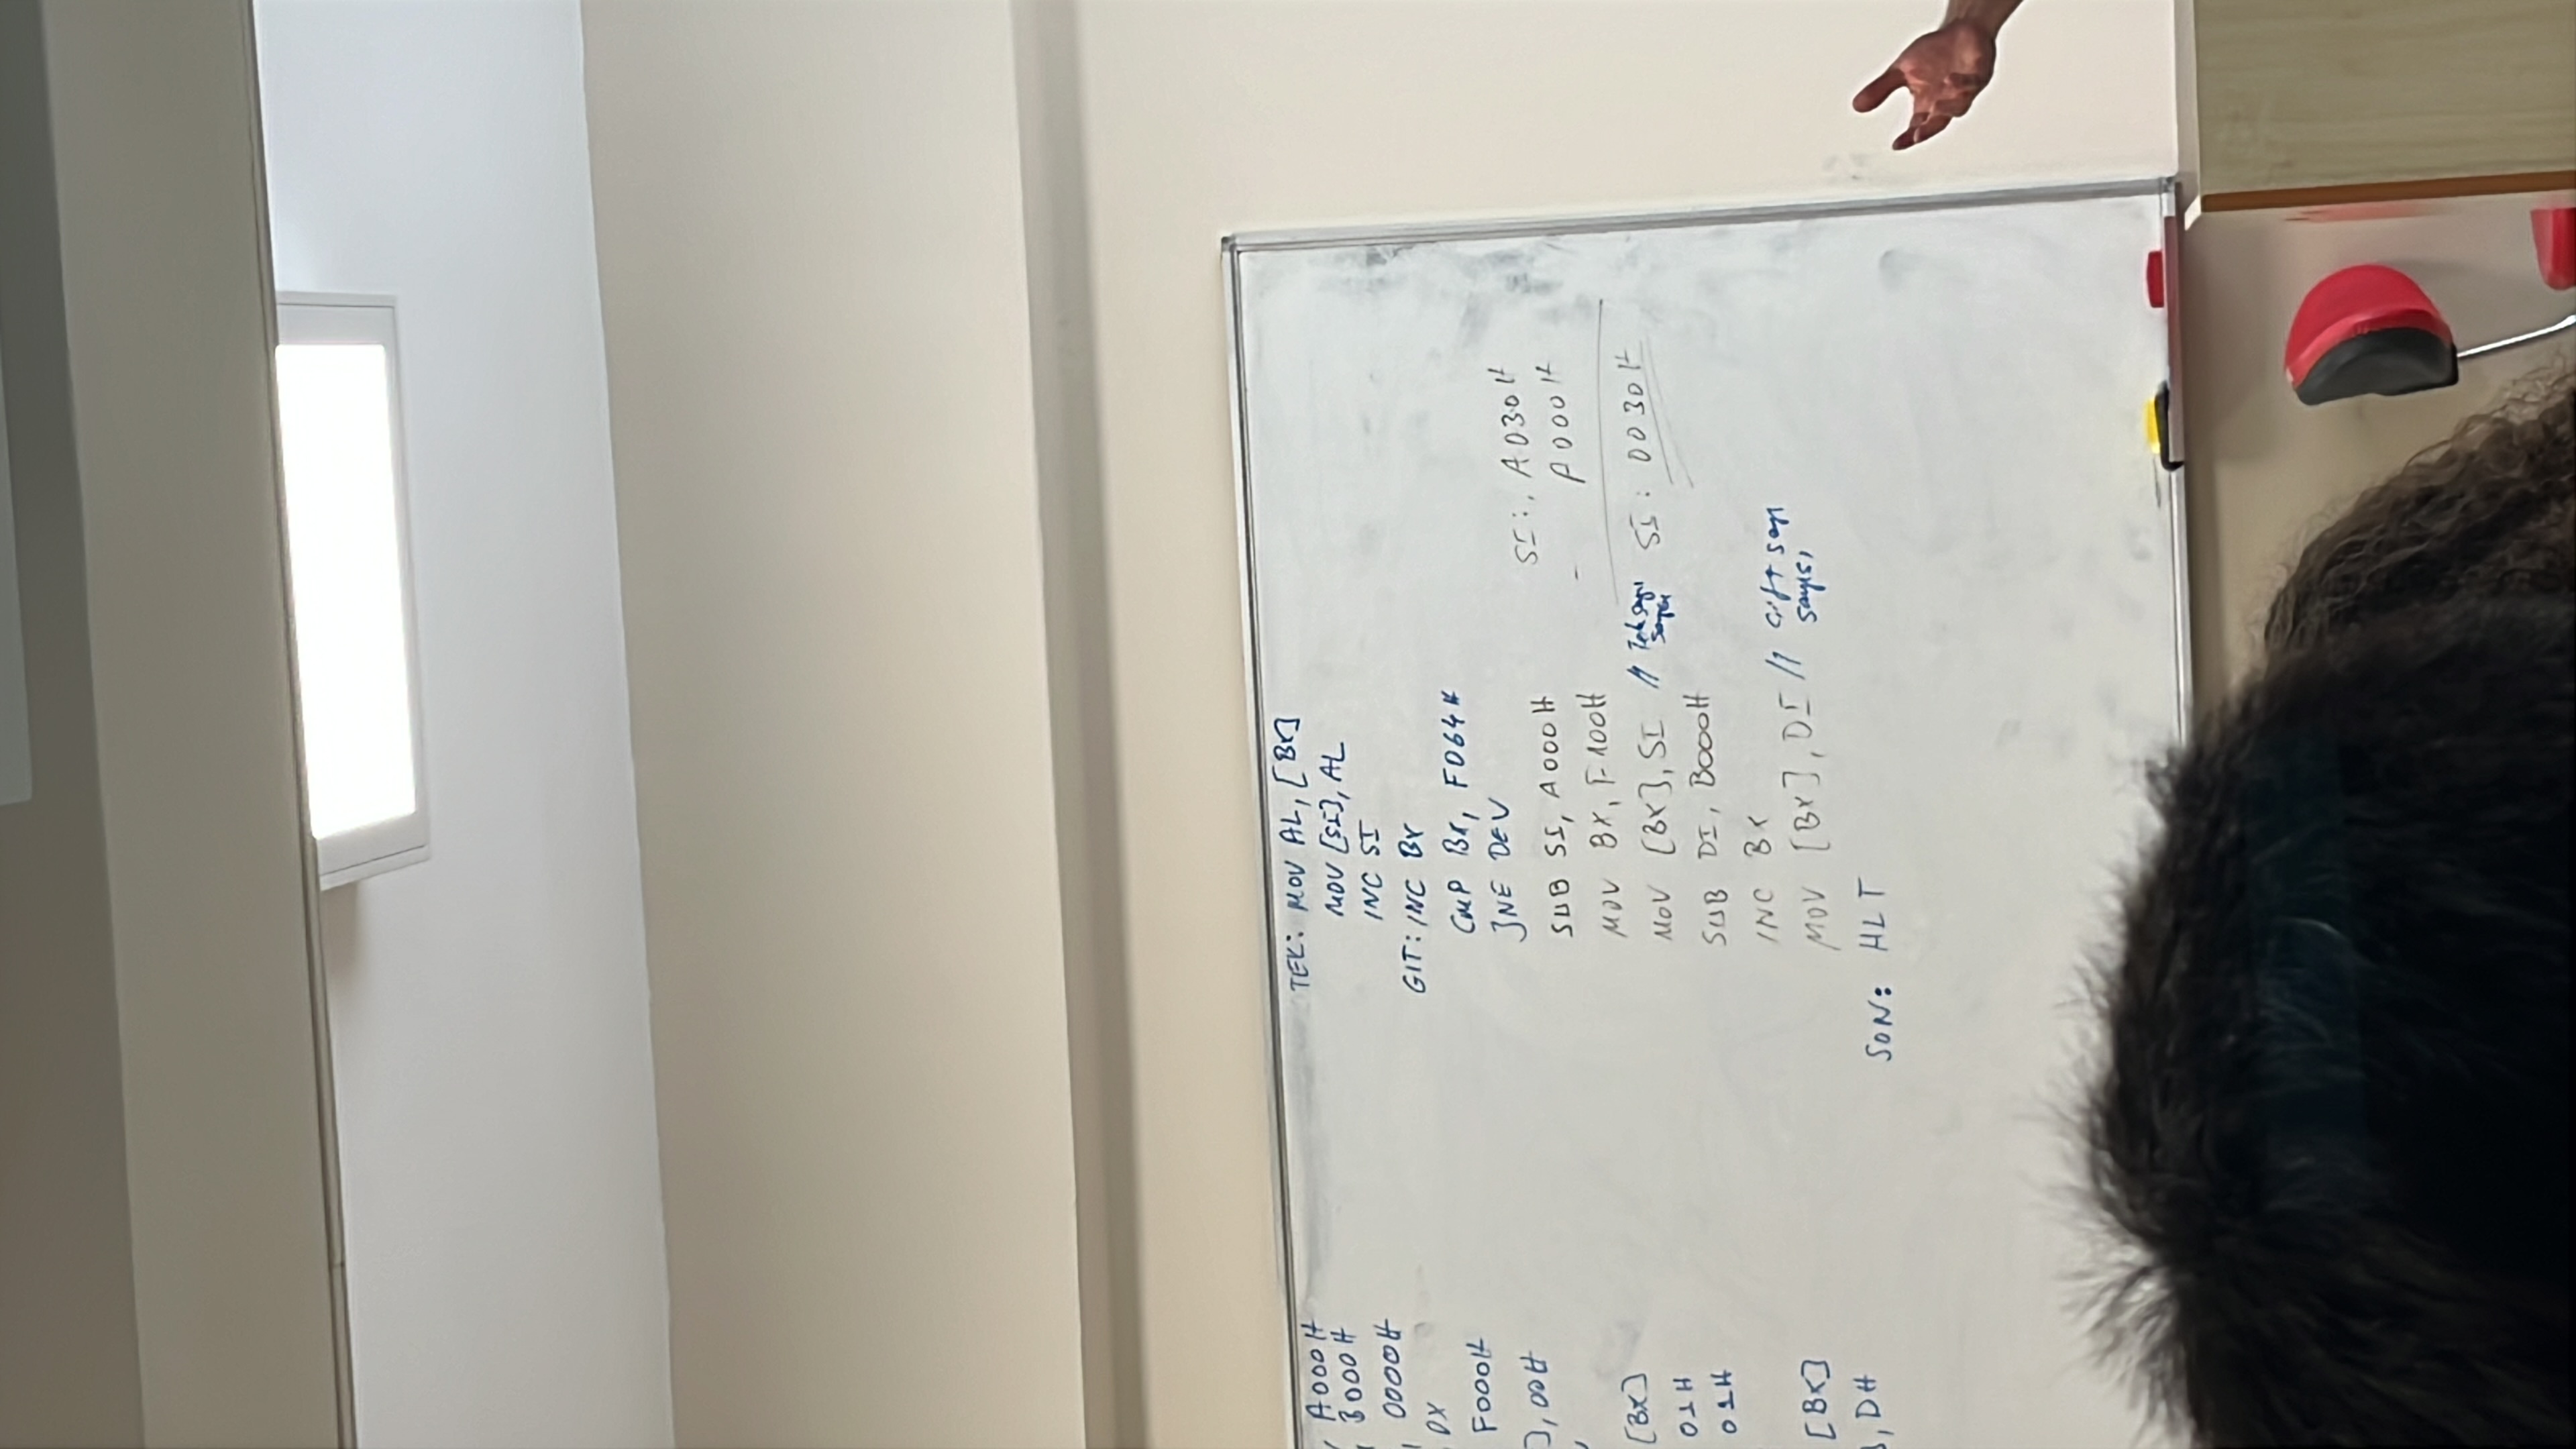 A000H
B000H
, 0000H
, DX
F000H
], 00H
[BX]
01H
01H
[BX]
, DH
TEK: MOV AL, [BX]
MOV [SI], AL
INC SI
GIT: INC BX
CMP BX, F064H
JNE DEV
SUB SI, A000H
MOV BX, F100H
MOV [BX], SI // Tek sayı sayısı
SUB DI, B000H
INC BX
MOV [BX], DI // Çift sayı
sayısı
SON: HLT
SI:, A030H
- A000H
SI: 0030H